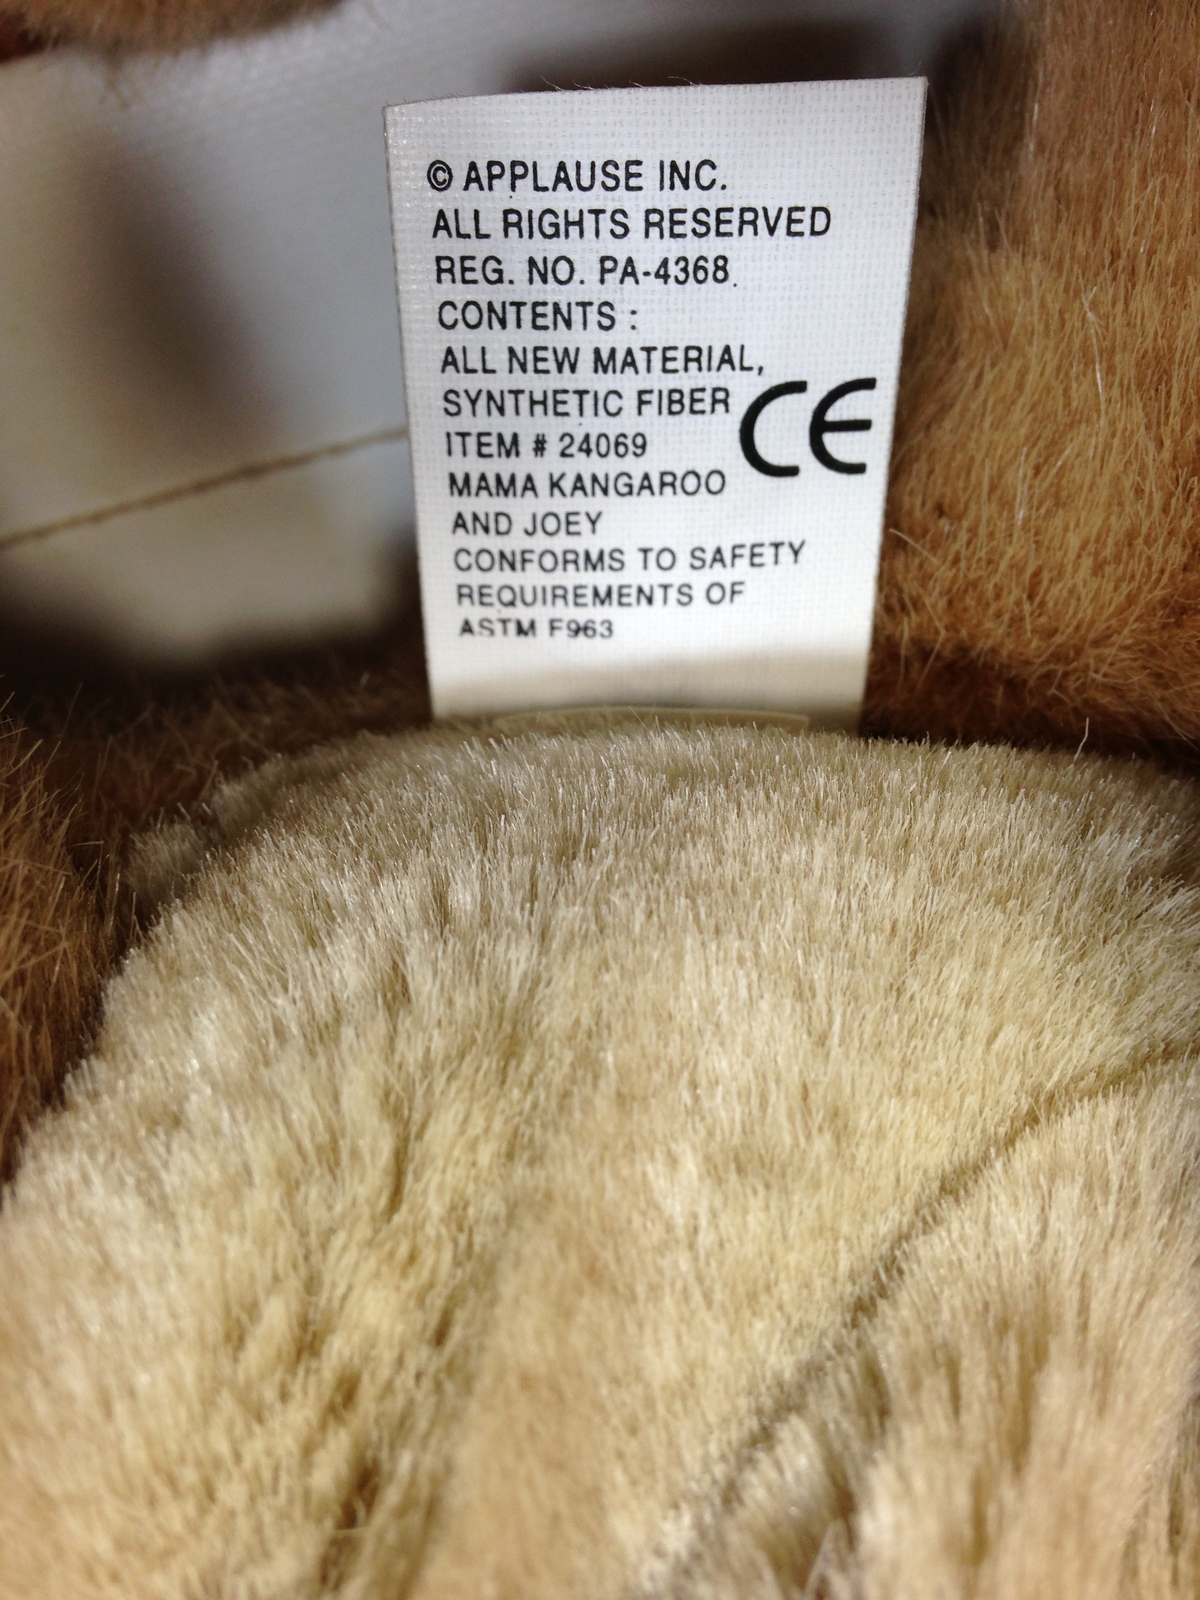 © APPLAUSE INC.
ALL RIGHTS RESERVED
REG. NO. PA-4368.
CONTENTS :
ALL NEW MATERIAL,
SYNTHETIC FIBER
CE
ITEM # 24069
MAMA KANGAROO
AND JOEY
CONFORMS TO SAFETY
REQUIREMENTS OF
ASTM F963